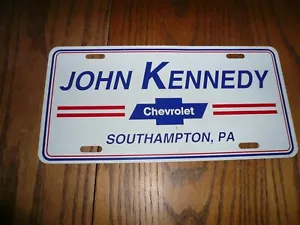 JOHN KENNEDY
Chevrolet
SOUTHAMPTON, PA